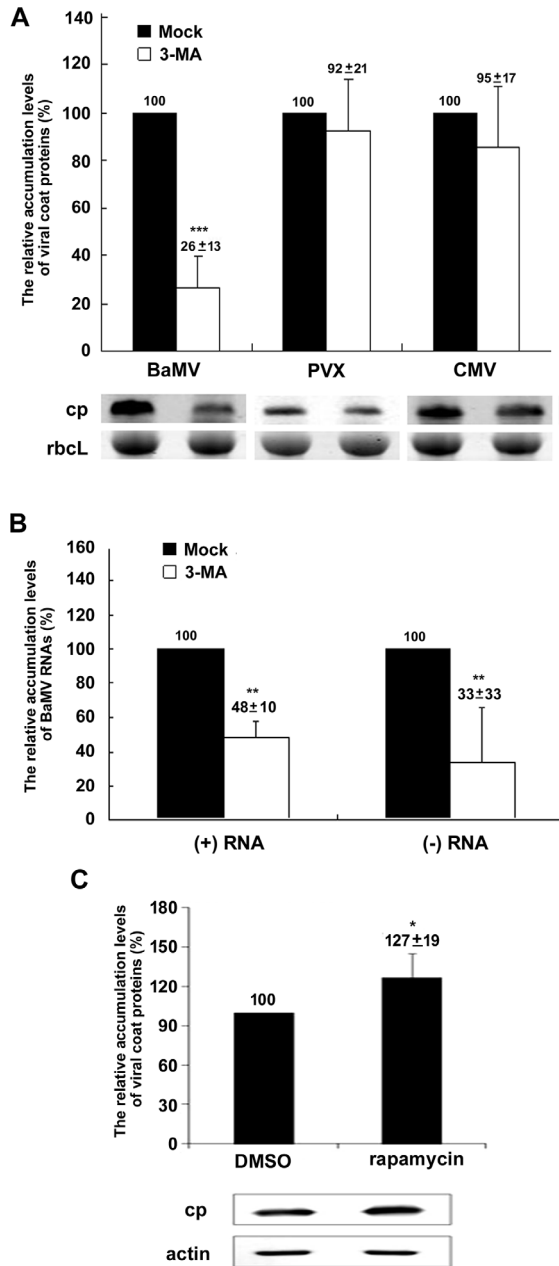 A
The relative accumulation levels
of viral coat proteins (%)
140
120
100
80
60
40
20
0
Mock
3-MA
100
***
26±13
100
92±21
100
95±17
BaMV PVX CMV
cp
rbcL
B
The relative accumulation levels
of BaMV RNAs (%)
160
140
120
100
80
60
40
20
0
Mock
3-MA
100
**
48±10
100
**
33±33
(+) RNA (-) RNA
C
The relative accumulation levels
of viral coat proteins (%)
180
150
120
90
60
30
0
100
*
127±19
DMSO rapamycin
cp
actin